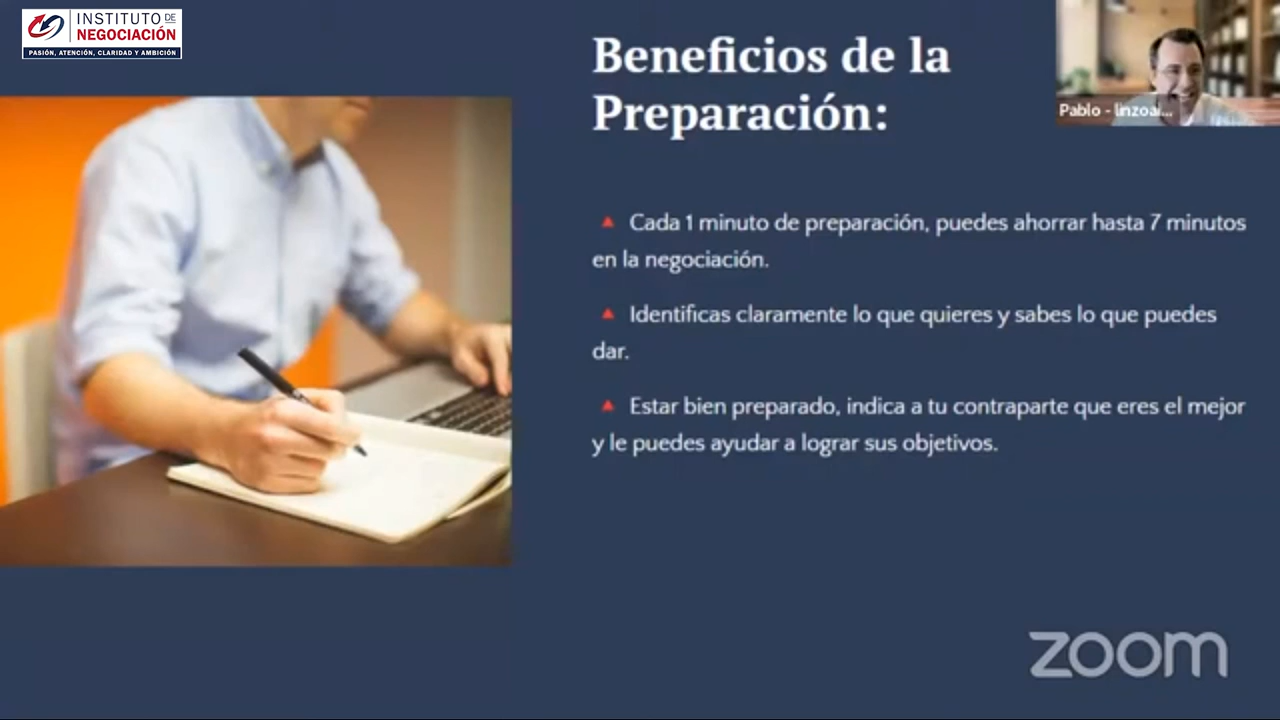 INSTITUTO DE
NEGOCIACIÓN
PASIÓN, ATENCIÓN, CLARIDAD Y AMBICIÓN
Beneficios de la
Preparación:
Pablo - linzoai...
Cada 1 minuto de preparación, puedes ahorrar hasta 7 minutos
en la negociación.
Identificas claramente lo que quieres y sabes lo que puedes
dar.
Estar bien preparado, indica a tu contraparte que eres el mejor
y le puedes ayudar a lograr sus objetivos.
zoom